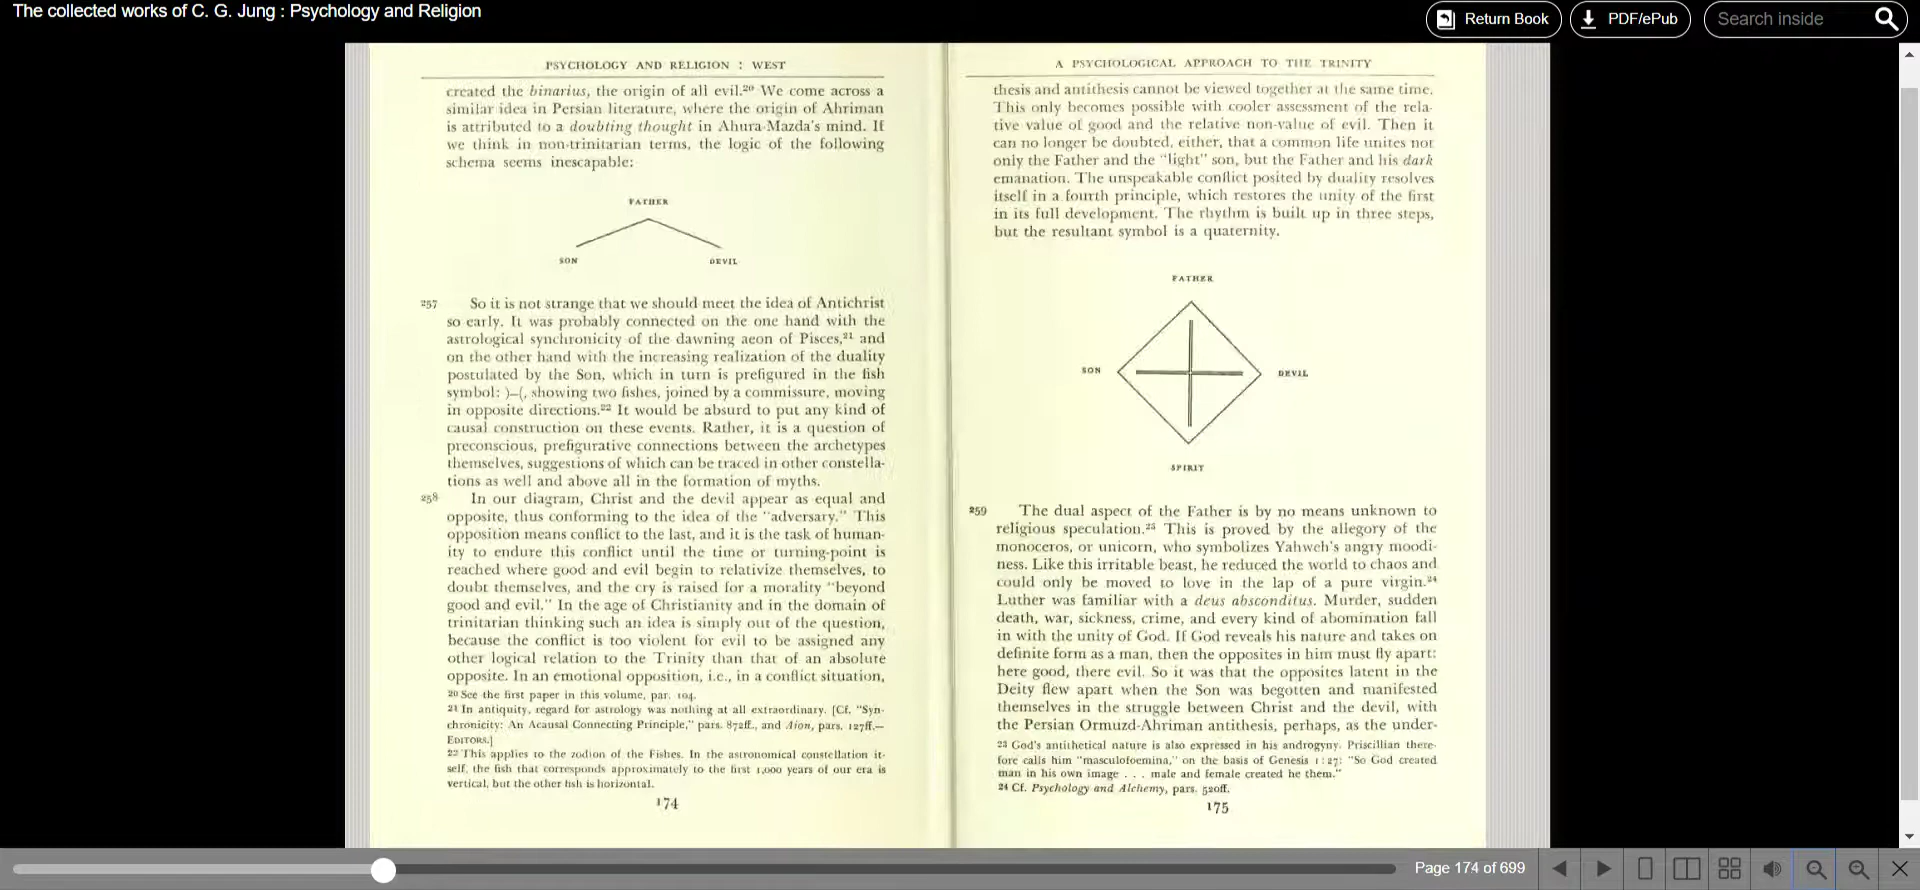 The collected works of C. G. Jung : Psychology and Religion
Return Book
PDF/ePub
Search inside
PSYCHOLOGY AND RELIGION : WEST
created the binarius, the origin of all evil.20 We come across a
similar idea in Persian literature, where the origin of Ahriman
is attributed to a doubting thought in Ahura-Mazda's mind. If
we think in non-trinitarian terms, the logic of the following
schema seems inescapable:
FATHER
SON
DEVIL
257 So it is not strange that we should meet the idea of Antichrist
so early. It was probably connected on the one hand with the
astrological synchronicity of the dawning aeon of Pisces,21 and
on the other hand with the increasing realization of the duality
postulated by the Son, which in turn is prefigured in the fish
symbol: )–(, showing two fishes, joined by a commissure, moving
in opposite directions.22 It would be absurd to put any kind of
causal construction on these events. Rather, it is a question of
preconscious, prefigurative connections between the archetypes
themselves, suggestions of which can be traced in other constella-
tions as well and above all in the formation of myths.
258 In our diagram, Christ and the devil appear as equal and
opposite, thus conforming to the idea of the "adversary." This
opposition means conflict to the last, and it is the task of human-
ity to endure this conflict until the time or turning-point is
reached where good and evil begin to relativize themselves, to
doubt themselves, and the cry is raised for a morality "beyond
good and evil." In the age of Christianity and in the domain of
trinitarian thinking such an idea is simply out of the question,
because the conflict is too violent for evil to be assigned any
other logical relation to the Trinity than that of an absolute
opposite. In an emotional opposition, i.e., in a conflict situation,
20 See the first paper in this volume, par. 104.
21 In antiquity, regard for astrology was nothing at all extraordinary. [Cf. "Syn-
chronicity: An Acausal Connecting Principle," pars. 872ff., and Aion, pars. 127ff.—
EDITORS.]
22 This applies to the zodion of the Fishes. In the astronomical constellation it-
self, the fish that corresponds approximately to the first 1,000 years of our era is
vertical, but the other fish is horizontal.
174
A PSYCHOLOGICAL APPROACH TO THE TRINITY
thesis and antithesis cannot be viewed together at the same time.
This only becomes possible with cooler assessment of the rela-
tive value of good and the relative non-value of evil. Then it
can no longer be doubted, either, that a common life unites not
only the Father and the "light" son, but the Father and his dark
emanation. The unspeakable conflict posited by duality resolves
itself in a fourth principle, which restores the unity of the first
in its full development. The rhythm is built up in three steps,
but the resultant symbol is a quaternity.
FATHER
SON
DEVIL
SPIRIT
259 The dual aspect of the Father is by no means unknown to
religious speculation.23 This is proved by the allegory of the
monoceros, or unicorn, who symbolizes Yahweh's angry moodi-
ness. Like this irritable beast, he reduced the world to chaos and
could only be moved to love in the lap of a pure virgin.24
Luther was familiar with a deus absconditus. Murder, sudden
death, war, sickness, crime, and every kind of abomination fall
in with the unity of God. If God reveals his nature and takes on
definite form as a man, then the opposites in him must fly apart:
here good, there evil. So it was that the opposites latent in the
Deity flew apart when the Son was begotten and manifested
themselves in the struggle between Christ and the devil, with
the Persian Ormuzd-Ahriman antithesis, perhaps, as the under-
23 God's antithetical nature is also expressed in his androgyny. Priscillian there-
fore calls him "masculofoemina," on the basis of Genesis 1:27: "So God created
man in his own image . . . male and female created he them."
24 Cf. Psychology and Alchemy, pars. 520ff.
175
Page 174 of 699